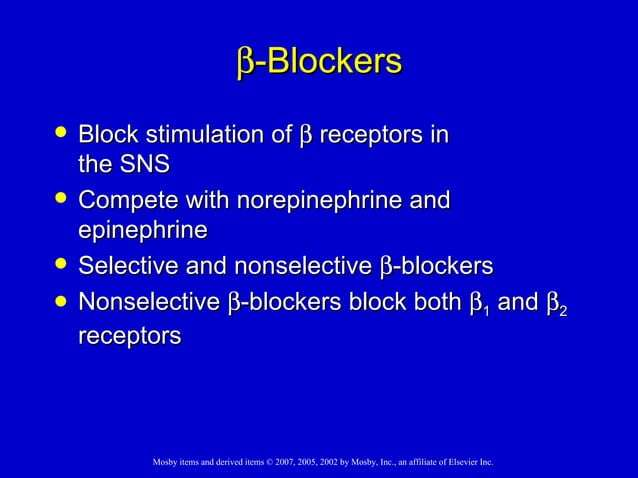 β-Blockers
Block stimulation of β receptors in
the SNS
Compete with norepinephrine and
epinephrine
Selective and nonselective β-blockers
Nonselective β-blockers block both β₁ and β₂
receptors
Mosby items and derived items © 2007, 2005, 2002 by Mosby, Inc., an affiliate of Elsevier Inc.